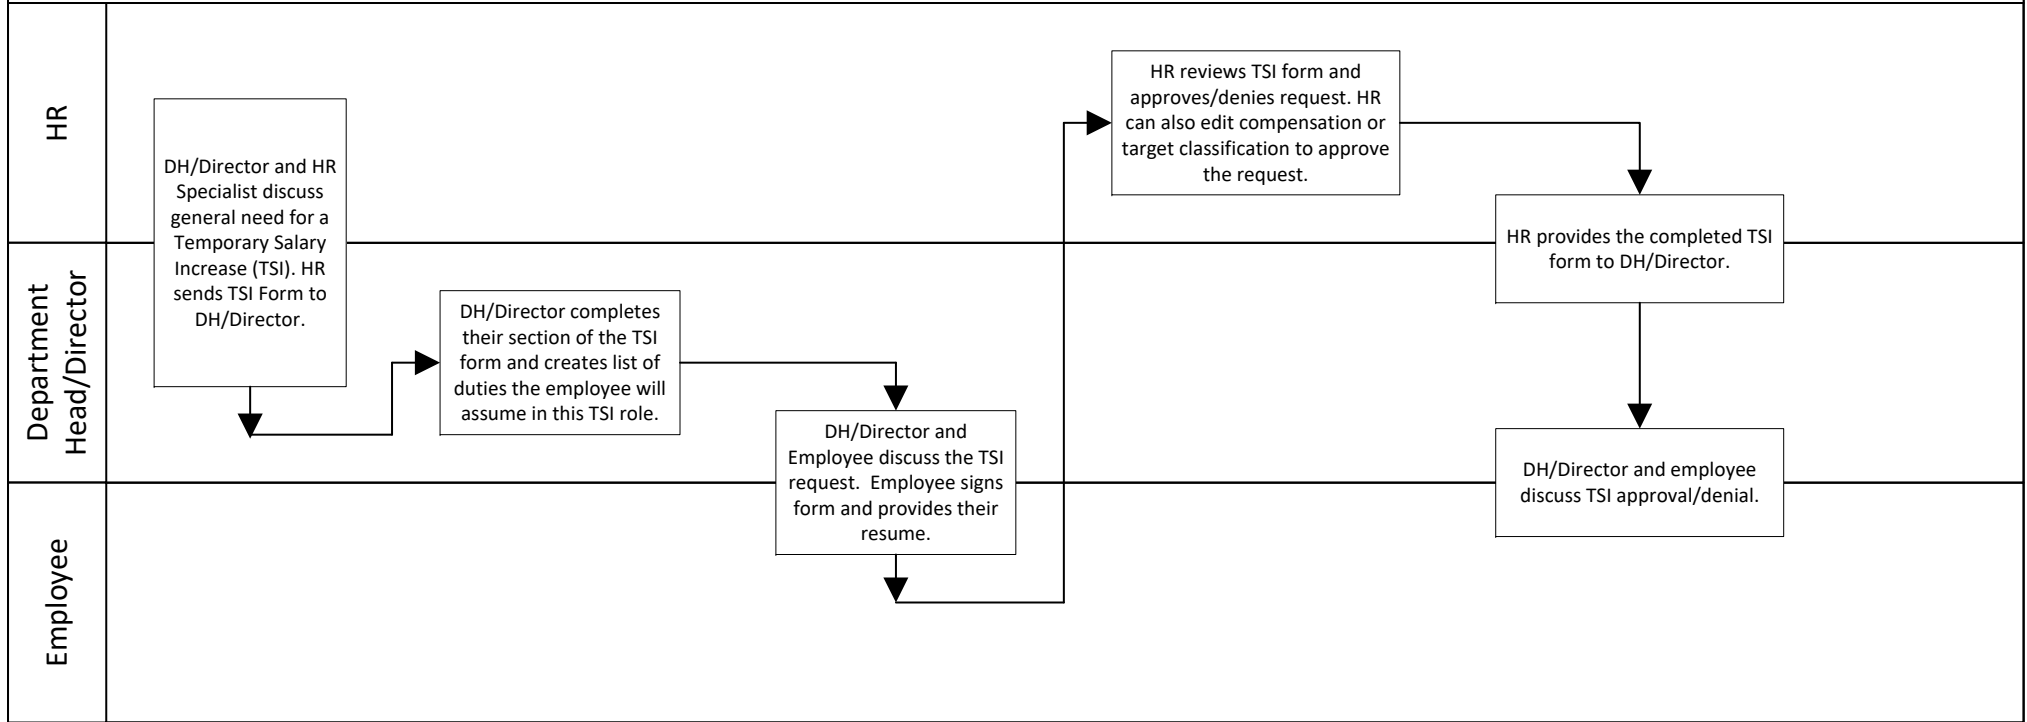 HR
DH/Director and HR
Specialist discuss
general need for a
Temporary Salary
Increase (TSI). HR
sends TSI Form to
DH/Director.
Department
Head/Director
DH/Director completes
their section of the TSI
form and creates list of
duties the employee will
assume in this TSI role.
DH/Director and
Employee discuss the TSI
request.  Employee signs
form and provides their
resume.
Employee
HR reviews TSI form and
approves/denies request. HR
can also edit compensation or
target classification to approve
the request.
HR provides the completed TSI
form to DH/Director.
DH/Director and employee
discuss TSI approval/denial.